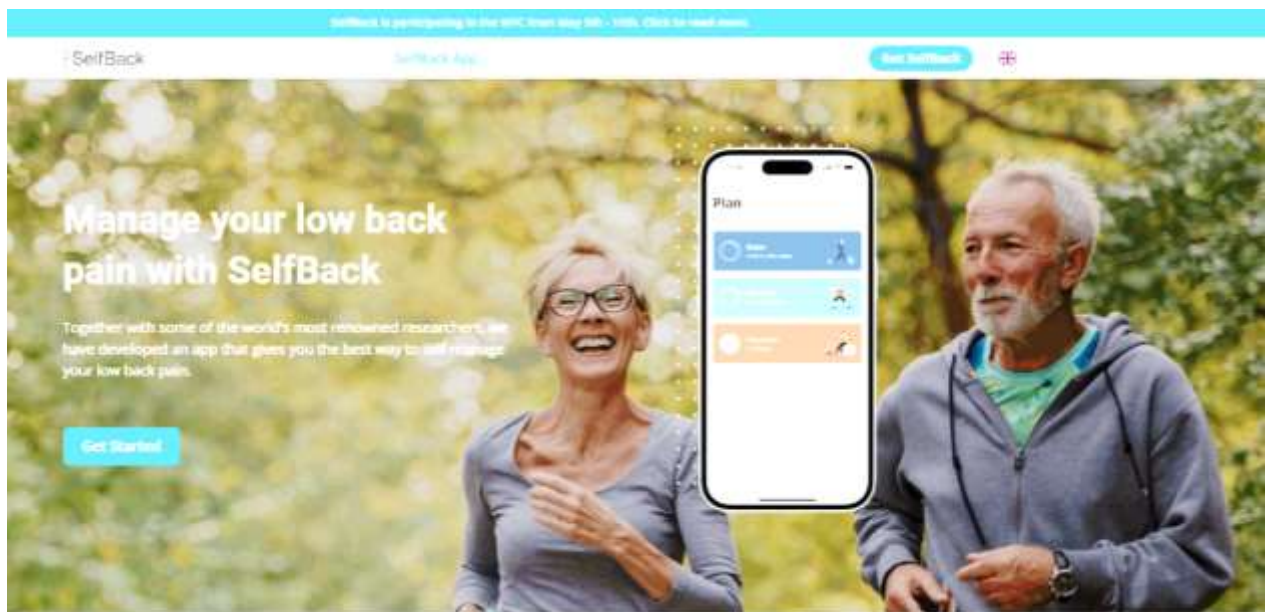 SelfBack is participating in the WFC from May 5th - 10th. Click to read more.
SelfBack
SelfBack App
Get SelfBack
Manage your low back
pain with SelfBack
Together with some of the world's most renowned researchers, we
have developed an app that gives you the best way to self-manage
your low back pain.
Get Started
Plan